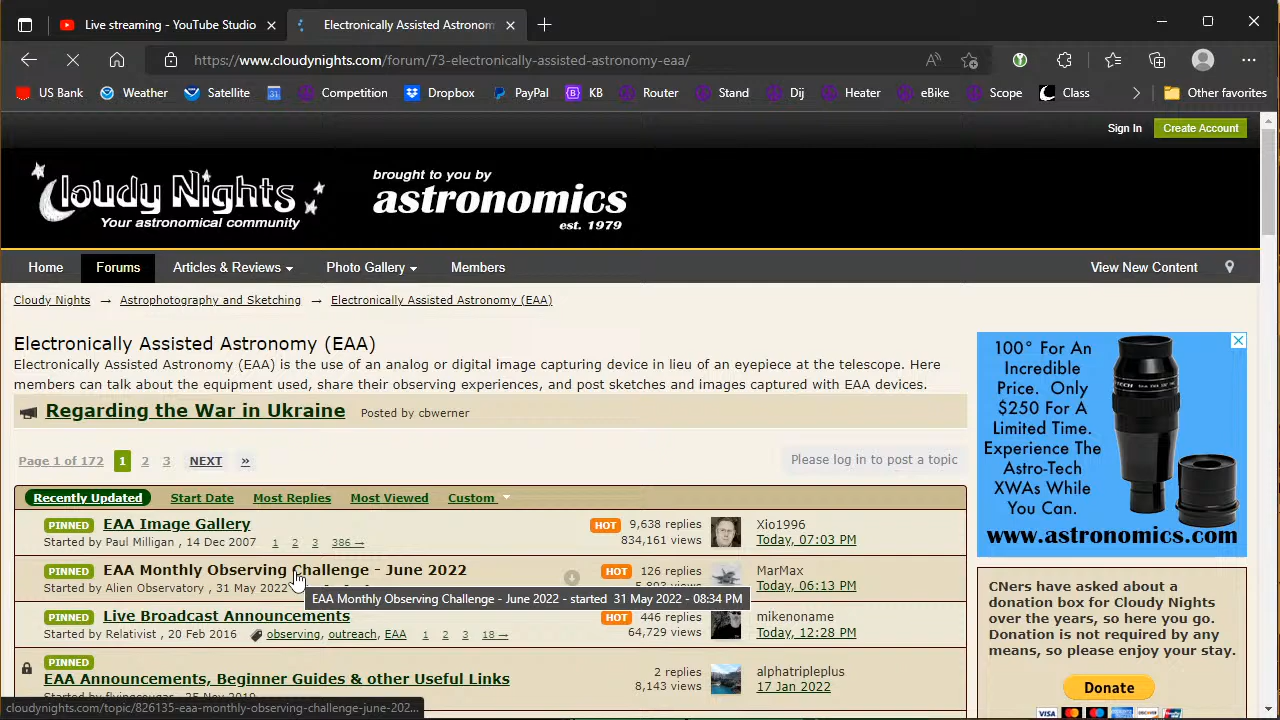 Live streaming - YouTube Studio
Electronically Assisted Astronomy
https://www.cloudynights.com/forum/73-electronically-assisted-astronomy-eaa/
US Bank Weather Satellite Competition Dropbox PayPal KB Router Stand Dij Heater eBike Scope Class Other favorites
Sign In Create Account
Cloudy Nights
Your astronomical community
brought to you by
astronomics
est. 1979
Home Forums Articles & Reviews Photo Gallery Members View New Content
Cloudy Nights → Astrophotography and Sketching → Electronically Assisted Astronomy (EAA)
Electronically Assisted Astronomy (EAA)
Electronically Assisted Astronomy (EAA) is the use of an analog or digital image capturing device in lieu of an eyepiece at the telescope. Here
members can talk about the equipment used, share their observing experiences, and post sketches and images captured with EAA devices.
Regarding the War in Ukraine Posted by cbwerner
Page 1 of 172 1 2 3 NEXT » Please log in to post a topic
Recently Updated Start Date Most Replies Most Viewed Custom
PINNED EAA Image Gallery HOT 9,638 replies Xio1996
Started by Paul Milligan , 14 Dec 2007 1 2 3 386 → 834,161 views Today, 07:03 PM
PINNED EAA Monthly Observing Challenge - June 2022 HOT 126 replies MarMax
Started by Alien Observatory , 31 May 2022 Today, 06:13 PM
EAA Monthly Observing Challenge - June 2022 - started 31 May 2022 - 08:34 PM
PINNED Live Broadcast Announcements HOT 446 replies mikenoname
Started by Relativist , 20 Feb 2016 observing, outreach, EAA 1 2 3 18 → 64,729 views Today, 12:28 PM
PINNED
EAA Announcements, Beginner Guides & other Useful Links
2 replies alphatripleplus
8,143 views 17 Jan 2022
Started by flyingcougar , 25 Nov 2019
cloudynights.com/topic/826135-eaa-monthly-observing-challenge-june-202...
100° For An
Incredible
Price. Only
$250 For A
Limited Time.
Experience The
Astro-Tech
XWAs While
You Can.
www.astronomics.com
CNers have asked about a
donation box for Cloudy Nights
over the years, so here you go.
Donation is not required by any
means, so please enjoy your stay.
Donate
VISA